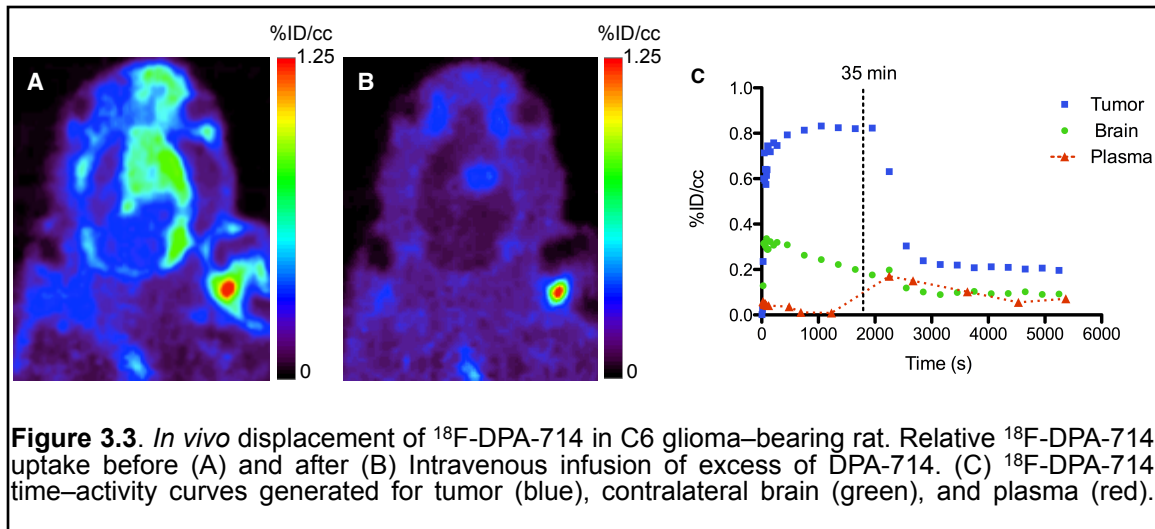 %ID/cc
%ID/cc
A
1.25
0
B
1.25
0
C
35 min
1.0
0.8
0.6
0.4
0.2
0.0
%ID/cc
0 1000 2000 3000 4000 5000 6000
Time (s)
Tumor
Brain
Plasma
Figure 3.3. In vivo displacement of ¹⁸F-DPA-714 in C6 glioma–bearing rat. Relative ¹⁸F-DPA-714
uptake before (A) and after (B) Intravenous infusion of excess of DPA-714. (C) ¹⁸F-DPA-714
time–activity curves generated for tumor (blue), contralateral brain (green), and plasma (red).